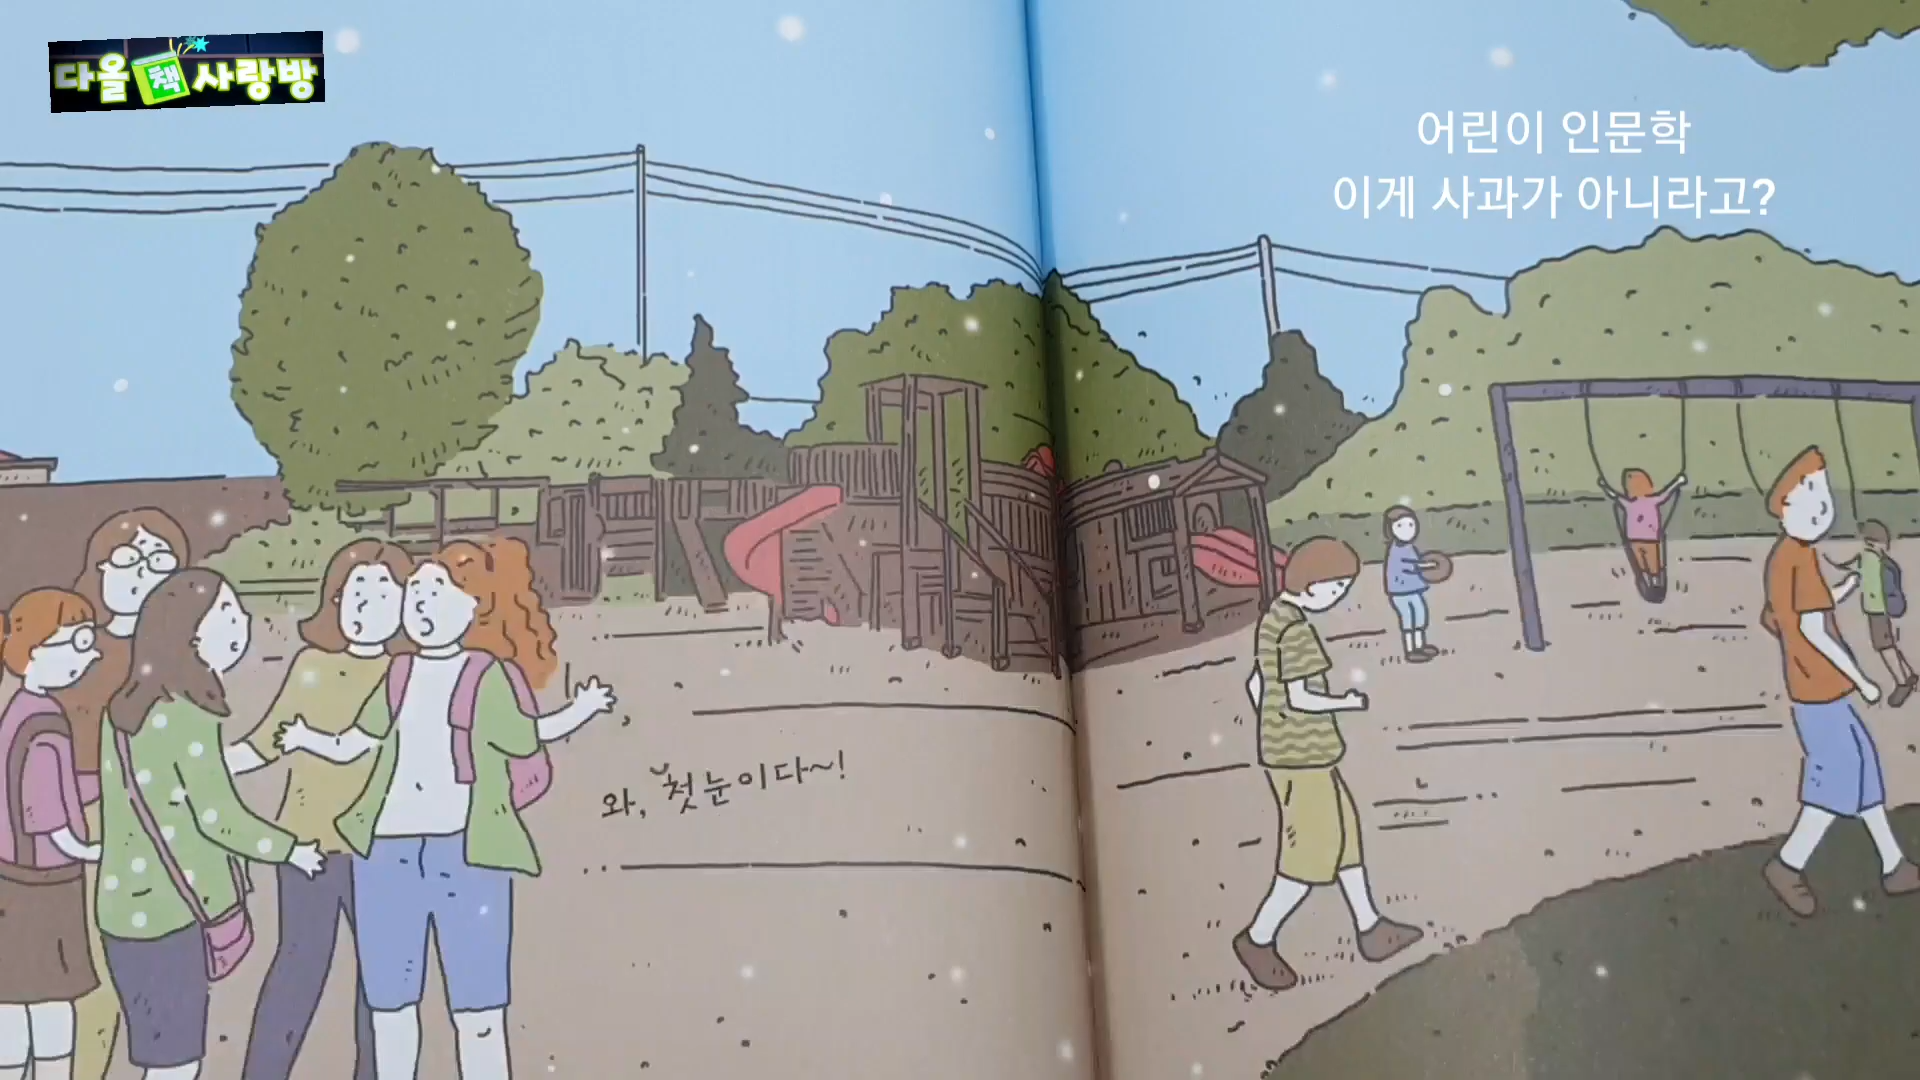 다올 책 사랑방
어린이 인문학
이게 사과가 아니라고?
와, 첫눈이다~!